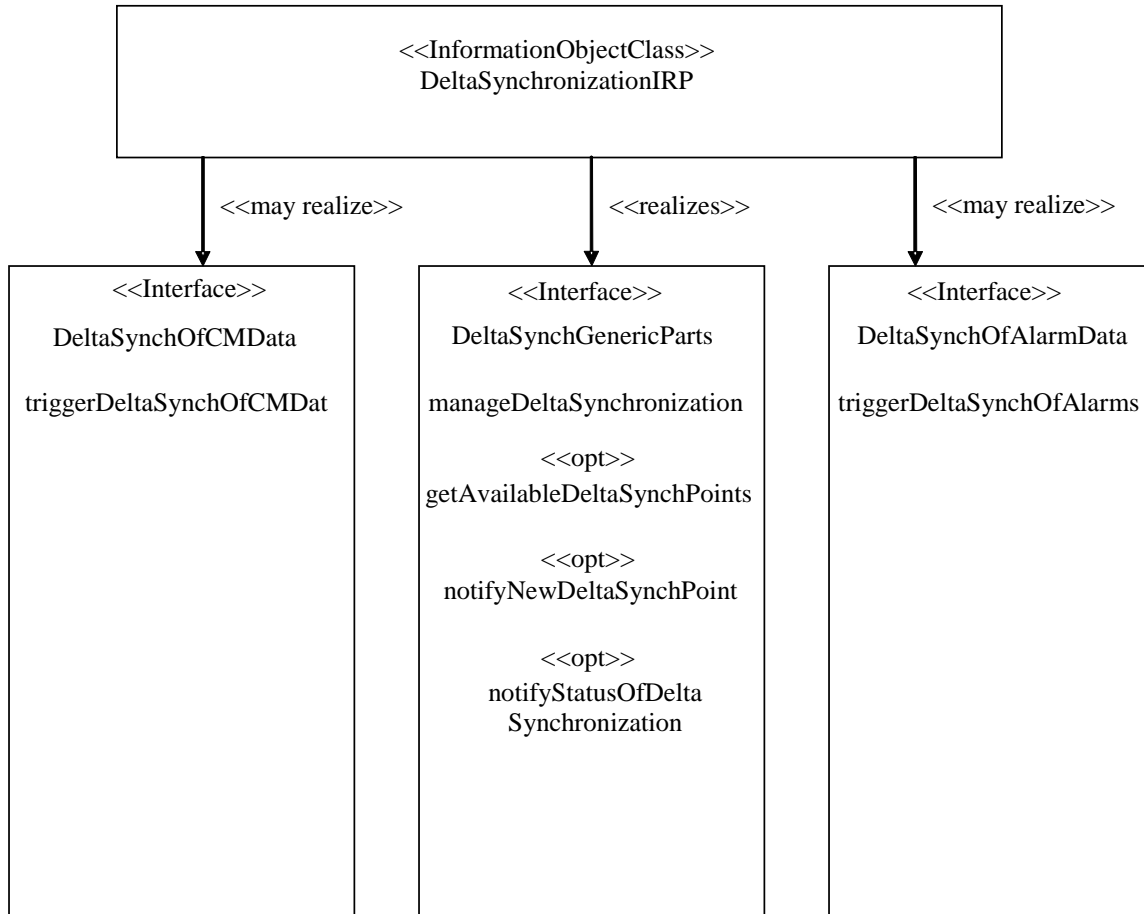 <<InformationObjectClass>>
DeltaSynchronizationIRP
<<may realize>>
<<realizes>>
<<may realize>>
<<Interface>>
DeltaSynchOfCMData
triggerDeltaSynchOfCMDat
<<Interface>>
DeltaSynchGenericParts
manageDeltaSynchronization
<<opt>>
getAvailableDeltaSynchPoints
<<opt>>
notifyNewDeltaSynchPoint
<<opt>>
notifyStatusOfDelta
Synchronization
<<Interface>>
DeltaSynchOfAlarmData
triggerDeltaSynchOfAlarms